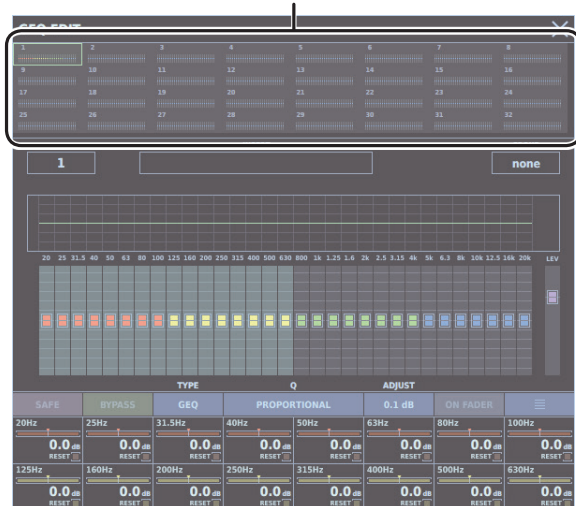 GEQ EDIT
1 2 3 4 5 6 7 8
9 10 11 12 13 14 15 16
17 18 19 20 21 22 23 24
25 26 27 28 29 30 31 32
1 none
20 25 31.5 40 50 63 80 100 125 160 200 250 315 400 500 630 800 1k 1.25 1.6 2k 2.5 3.15 4k 5k 6.3 8k 10k 12.5 16k 20k LEV
TYPE Q ADJUST
SAFE BYPASS GEQ PROPORTIONAL 0.1 dB ON FADER
20Hz 25Hz 31.5Hz 40Hz 50Hz 63Hz 80Hz 100Hz
0.0 dB 0.0 dB 0.0 dB 0.0 dB 0.0 dB 0.0 dB 0.0 dB 0.0 dB
RESET RESET RESET RESET RESET RESET RESET RESET
125Hz 160Hz 200Hz 250Hz 315Hz 400Hz 500Hz 630Hz
0.0 dB 0.0 dB 0.0 dB 0.0 dB 0.0 dB 0.0 dB 0.0 dB 0.0 dB
RESET RESET RESET RESET RESET RESET RESET RESET